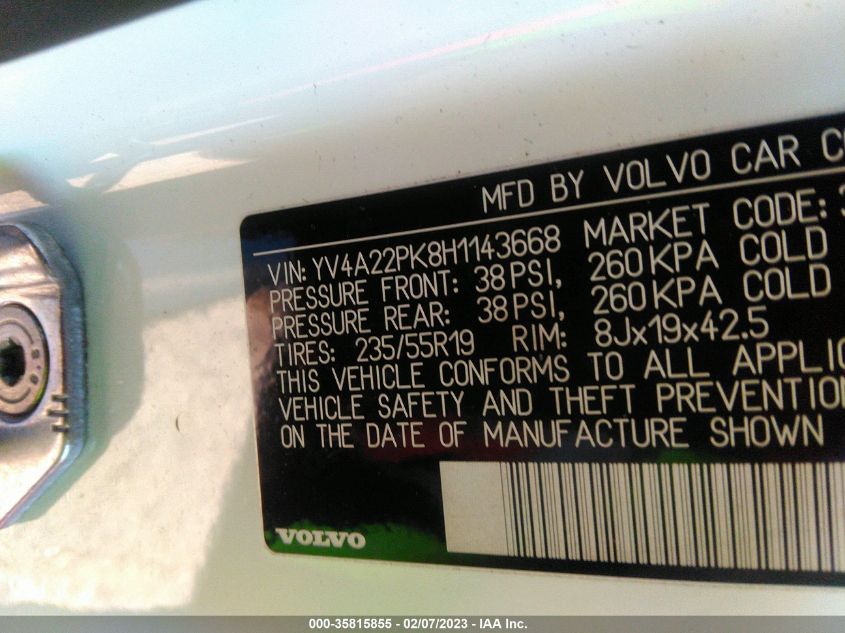 MFD BY VOLVO CAR
VIN: YV4A22PK8H1143668 MARKET CODE:
PRESSURE FRONT: 38 PSI, 260 KPA COLD
PRESSURE REAR: 38 PSI, 260 KPA COLD
TIRES: 235/55R19 RIM: 8Jx19x42.5
THIS VEHICLE CONFORMS TO ALL
VEHICLE SAFETY AND THEFT PREVENTION
ON THE DATE OF MANUFACTURE SHOWN
VOLVO
000-35815855 - 02/07/2023 - IAA Inc.